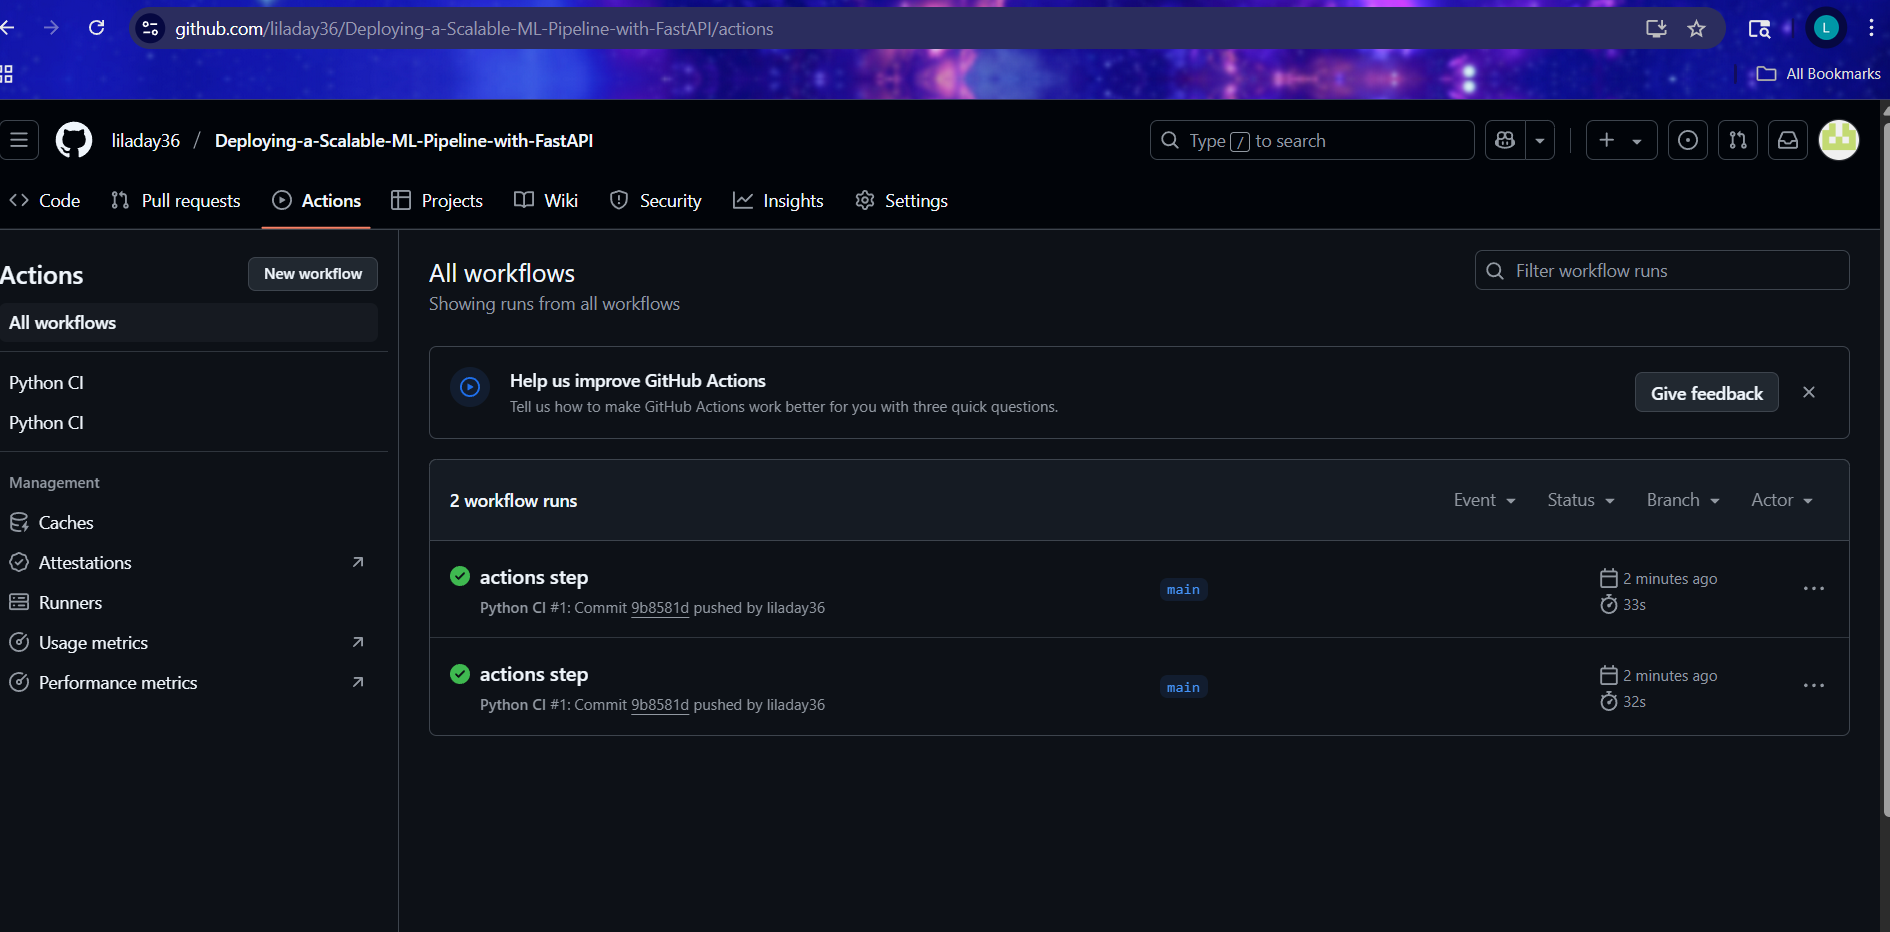 github.com/liladay36/Deploying-a-Scalable-ML-Pipeline-with-FastAPI/actions
L
All Bookmarks
liladay36 / Deploying-a-Scalable-ML-Pipeline-with-FastAPI
Type / to search
Code Pull requests Actions Projects Wiki Security Insights Settings
Actions
New workflow
All workflows
Python CI
Python CI
Management
Caches
Attestations
Runners
Usage metrics
Performance metrics
All workflows
Showing runs from all workflows
Filter workflow runs
Help us improve GitHub Actions
Tell us how to make GitHub Actions work better for you with three quick questions.
Give feedback
2 workflow runs
Event Status Branch Actor
actions step
Python CI #1: Commit 9b8581d pushed by liladay36
main
2 minutes ago
33s
actions step
Python CI #1: Commit 9b8581d pushed by liladay36
main
2 minutes ago
32s